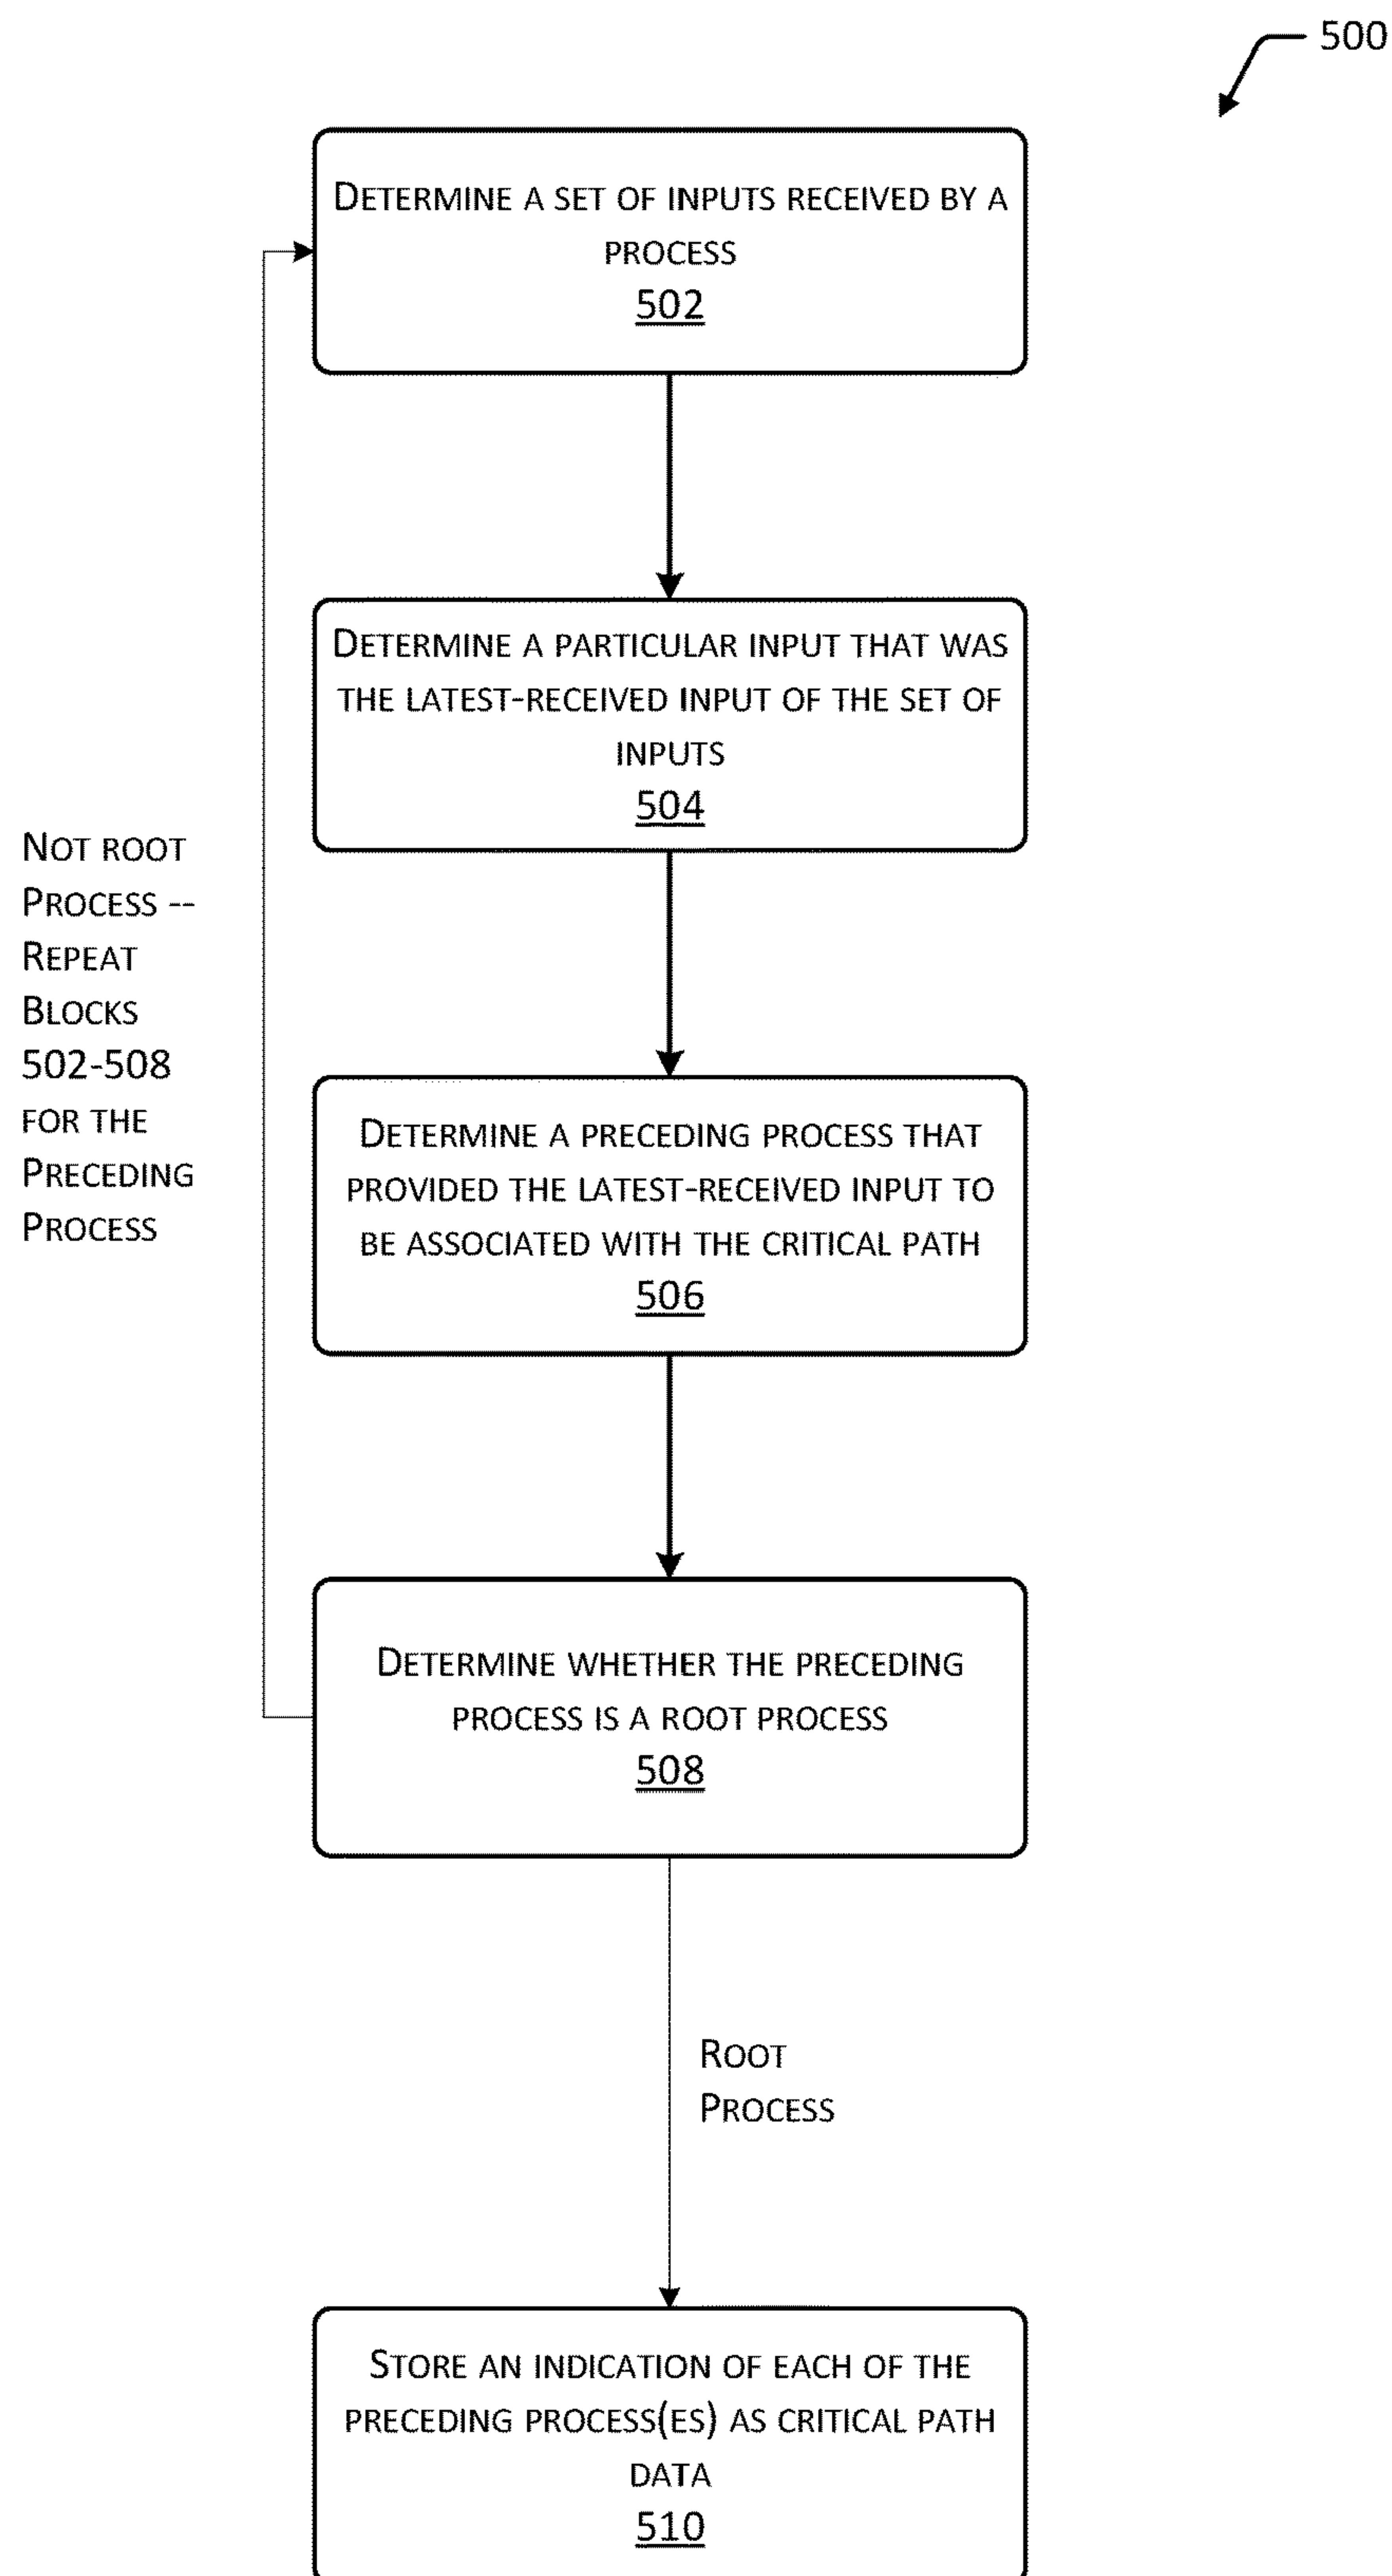 500
DETERMINE A SET OF INPUTS RECEIVED BY A
PROCESS
502
DETERMINE A PARTICULAR INPUT THAT WAS
THE LATEST-RECEIVED INPUT OF THE SET OF
INPUTS
504
NOT ROOT
PROCESS --
REPEAT
BLOCKS
502-508
FOR THE
PRECEDING
PROCESS
DETERMINE A PRECEDING PROCESS THAT
PROVIDED THE LATEST-RECEIVED INPUT TO
BE ASSOCIATED WITH THE CRITICAL PATH
506
DETERMINE WHETHER THE PRECEDING
PROCESS IS A ROOT PROCESS
508
ROOT
PROCESS
STORE AN INDICATION OF EACH OF THE
PRECEDING PROCESS(ES) AS CRITICAL PATH
DATA
510